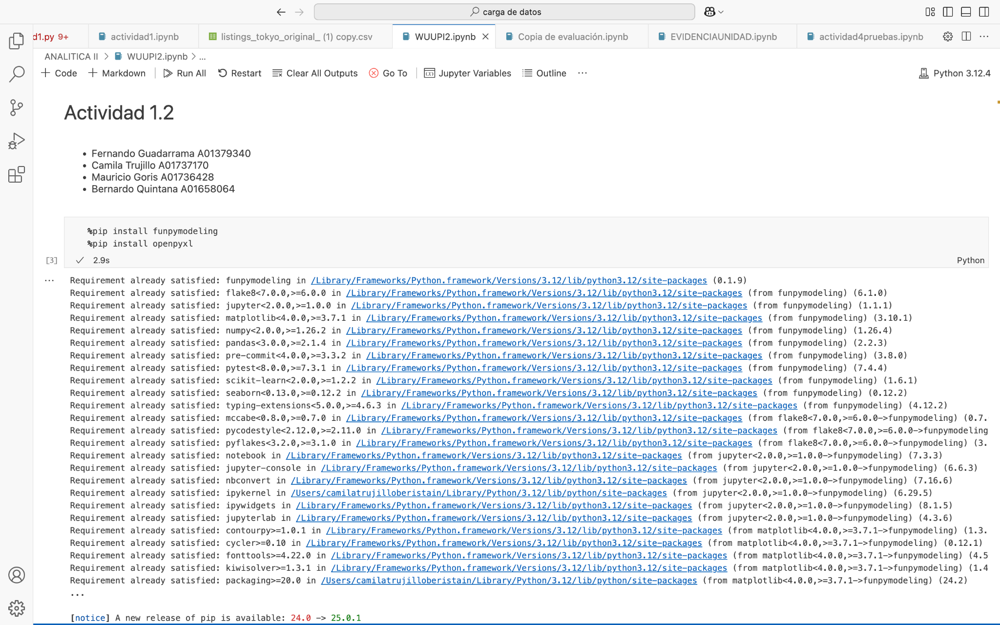 carga de datos
d1.py 9+
actividad1.ipynb
listings_tokyo_original_ (1) copy.csv
WUUPI2.ipynb
Copia de evaluación.ipynb
EVIDENCIAUNIDAD.ipynb
actividad4pruebas.ipynb
ANALITICA II > WUUPI2.ipynb > ...
+ Code + Markdown Run All Restart Clear All Outputs Go To Jupyter Variables Outline ... Python 3.12.4
Actividad 1.2
• Fernando Guadarrama A01379340
• Camila Trujillo A01737170
• Mauricio Goris A01736428
• Bernardo Quintana A01658064
%pip install funpymodeling
%pip install openpyxl
[3] ✓ 2.9s Python
... Requirement already satisfied: funpymodeling in /Library/Frameworks/Python.framework/Versions/3.12/lib/python3.12/site-packages (0.1.9)
Requirement already satisfied: flake8<7.0.0,>=6.0.0 in /Library/Frameworks/Python.framework/Versions/3.12/lib/python3.12/site-packages (from funpymodeling) (6.1.0)
Requirement already satisfied: jupyter<2.0.0,>=1.0.0 in /Library/Frameworks/Python.framework/Versions/3.12/lib/python3.12/site-packages (from funpymodeling) (1.1.1)
Requirement already satisfied: matplotlib<4.0.0,>=3.7.1 in /Library/Frameworks/Python.framework/Versions/3.12/lib/python3.12/site-packages (from funpymodeling) (3.10.1)
Requirement already satisfied: numpy<2.0.0,>=1.26.2 in /Library/Frameworks/Python.framework/Versions/3.12/lib/python3.12/site-packages (from funpymodeling) (1.26.4)
Requirement already satisfied: pandas<3.0.0,>=2.1.4 in /Library/Frameworks/Python.framework/Versions/3.12/lib/python3.12/site-packages (from funpymodeling) (2.2.3)
Requirement already satisfied: pre-commit<4.0.0,>=3.3.2 in /Library/Frameworks/Python.framework/Versions/3.12/lib/python3.12/site-packages (from funpymodeling) (3.8.0)
Requirement already satisfied: pytest<8.0.0,>=7.3.1 in /Library/Frameworks/Python.framework/Versions/3.12/lib/python3.12/site-packages (from funpymodeling) (7.4.4)
Requirement already satisfied: scikit-learn<2.0.0,>=1.2.2 in /Library/Frameworks/Python.framework/Versions/3.12/lib/python3.12/site-packages (from funpymodeling) (1.6.1)
Requirement already satisfied: seaborn<0.13.0,>=0.12.2 in /Library/Frameworks/Python.framework/Versions/3.12/lib/python3.12/site-packages (from funpymodeling) (0.12.2)
Requirement already satisfied: typing-extensions<5.0.0,>=4.6.3 in /Library/Frameworks/Python.framework/Versions/3.12/lib/python3.12/site-packages (from funpymodeling) (4.12.2)
Requirement already satisfied: mccabe<0.8.0,>=0.7.0 in /Library/Frameworks/Python.framework/Versions/3.12/lib/python3.12/site-packages (from flake8<7.0.0,>=6.0.0->funpymodeling) (0.7.
Requirement already satisfied: pycodestyle<2.12.0,>=2.11.0 in /Library/Frameworks/Python.framework/Versions/3.12/lib/python3.12/site-packages (from flake8<7.0.0,>=6.0.0->funpymodeling
Requirement already satisfied: pyflakes<3.2.0,>=3.1.0 in /Library/Frameworks/Python.framework/Versions/3.12/lib/python3.12/site-packages (from flake8<7.0.0,>=6.0.0->funpymodeling) (3.
Requirement already satisfied: notebook in /Library/Frameworks/Python.framework/Versions/3.12/lib/python3.12/site-packages (from jupyter<2.0.0,>=1.0.0->funpymodeling) (7.3.3)
Requirement already satisfied: jupyter-console in /Library/Frameworks/Python.framework/Versions/3.12/lib/python3.12/site-packages (from jupyter<2.0.0,>=1.0.0->funpymodeling) (6.6.3)
Requirement already satisfied: nbconvert in /Library/Frameworks/Python.framework/Versions/3.12/lib/python3.12/site-packages (from jupyter<2.0.0,>=1.0.0->funpymodeling) (7.16.6)
Requirement already satisfied: ipykernel in /Users/camilatrujilloberistain/Library/Python/3.12/lib/python/site-packages (from jupyter<2.0.0,>=1.0.0->funpymodeling) (6.29.5)
Requirement already satisfied: ipywidgets in /Library/Frameworks/Python.framework/Versions/3.12/lib/python3.12/site-packages (from jupyter<2.0.0,>=1.0.0->funpymodeling) (8.1.5)
Requirement already satisfied: jupyterlab in /Library/Frameworks/Python.framework/Versions/3.12/lib/python3.12/site-packages (from jupyter<2.0.0,>=1.0.0->funpymodeling) (4.3.6)
Requirement already satisfied: contourpy>=1.0.1 in /Library/Frameworks/Python.framework/Versions/3.12/lib/python3.12/site-packages (from matplotlib<4.0.0,>=3.7.1->funpymodeling) (1.3.
Requirement already satisfied: cycler>=0.10 in /Library/Frameworks/Python.framework/Versions/3.12/lib/python3.12/site-packages (from matplotlib<4.0.0,>=3.7.1->funpymodeling) (0.12.1)
Requirement already satisfied: fonttools>=4.22.0 in /Library/Frameworks/Python.framework/Versions/3.12/lib/python3.12/site-packages (from matplotlib<4.0.0,>=3.7.1->funpymodeling) (4.5
Requirement already satisfied: kiwisolver>=1.3.1 in /Library/Frameworks/Python.framework/Versions/3.12/lib/python3.12/site-packages (from matplotlib<4.0.0,>=3.7.1->funpymodeling) (1.4
Requirement already satisfied: packaging>=20.0 in /Users/camilatrujilloberistain/Library/Python/3.12/lib/python/site-packages (from matplotlib<4.0.0,>=3.7.1->funpymodeling) (24.2)
...
[notice] A new release of pip is available: 24.0 -> 25.0.1